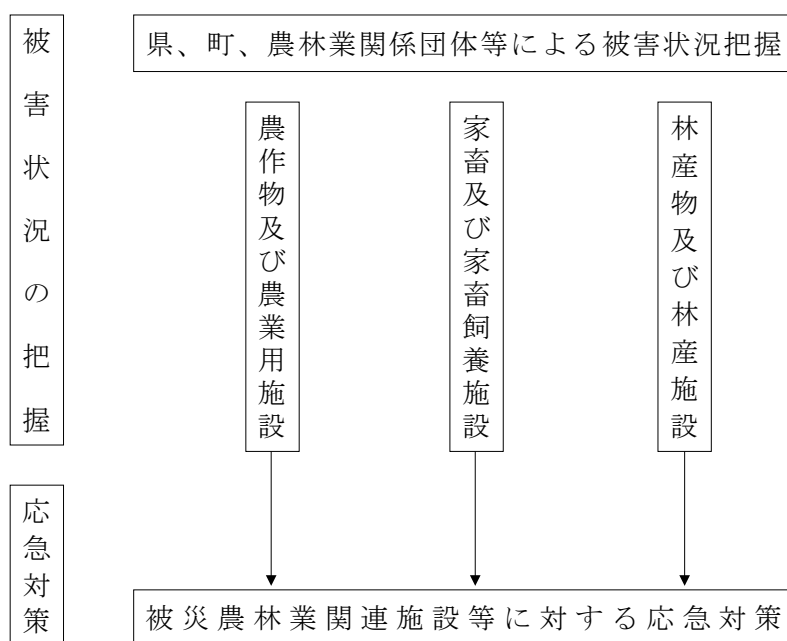 被害状況の把握
県、町、農林業関係団体等による被害状況把握
農作物及び農業用施設
家畜及び家畜飼養施設
林産物及び林産施設
応急対策
被災農林業関連施設等に対する応急対策